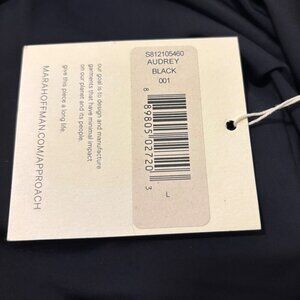 S812105460
AUDREY
BLACK
001
8 89805 02720 3
L
our goal is to design and manufacture
garments that have minimal impact
on our planet and its people.
give this piece a long life.
MARAHOFFMAN.COM/APPROACH